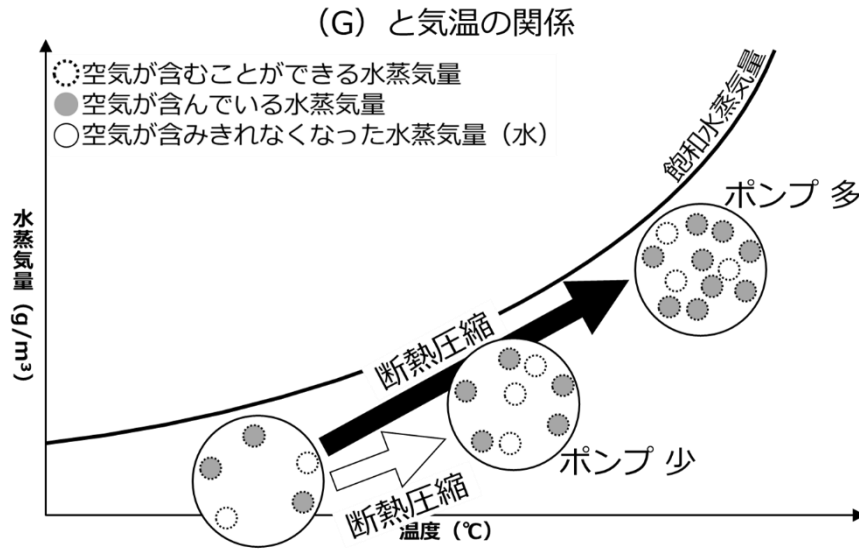 （G）と気温の関係
空気が含むことができる水蒸気量
空気が含んでいる水蒸気量
空気が含みきれなくなった水蒸気量（水）
飽和水蒸気量
ポンプ 多
水蒸気量（g/m³）
断熱圧縮
ポンプ 少
断熱圧縮
温度（℃）